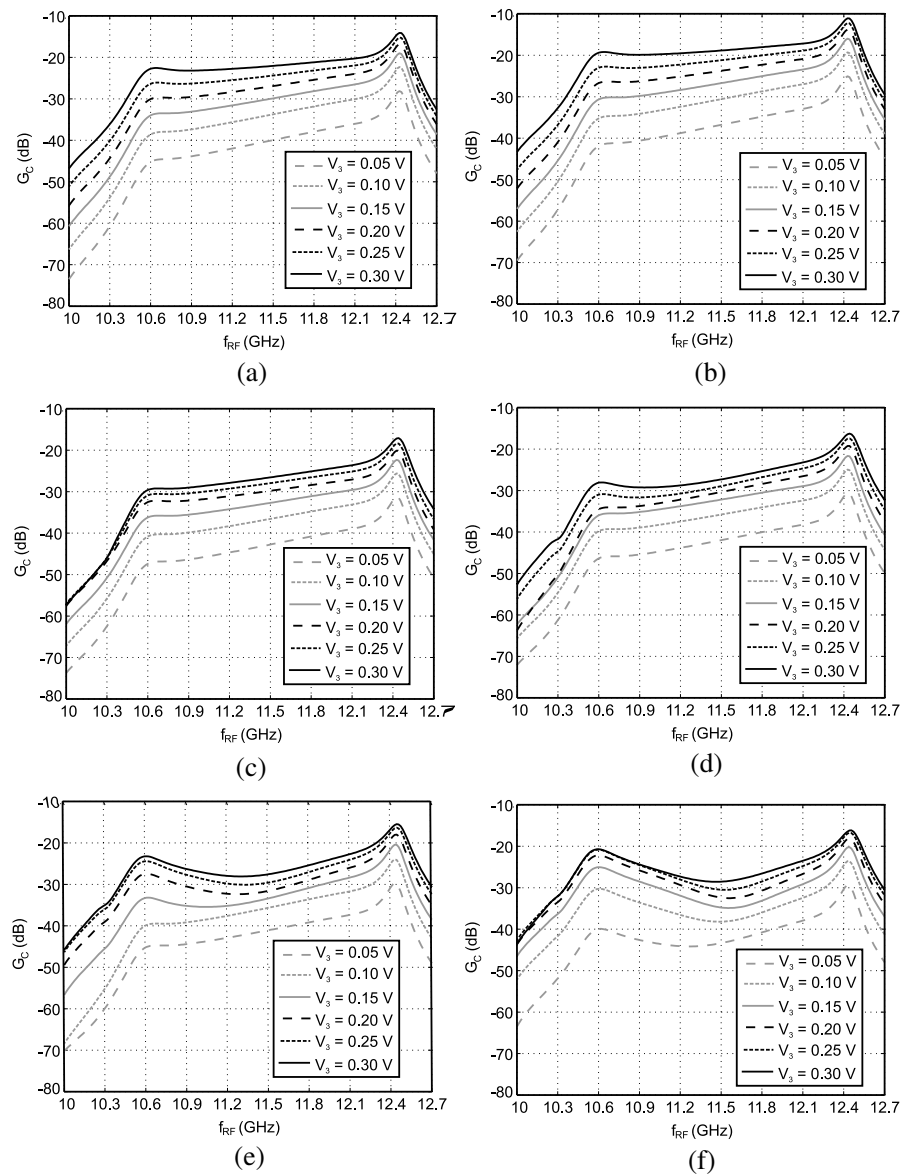 -10
-20
-30
-40
-50
-60
-70
-80
G_C (dB)
V_3 = 0.05 V
V_3 = 0.10 V
V_3 = 0.15 V
V_3 = 0.20 V
V_3 = 0.25 V
V_3 = 0.30 V
10 10.3 10.6 10.9 11.2 11.5 11.8 12.1 12.4 12.7
f_RF (GHz)
(a)
-10
-20
-30
-40
-50
-60
-70
-80
G_C (dB)
V_3 = 0.05 V
V_3 = 0.10 V
V_3 = 0.15 V
V_3 = 0.20 V
V_3 = 0.25 V
V_3 = 0.30 V
10 10.3 10.6 10.9 11.2 11.5 11.8 12.1 12.4 12.7
f_RF (GHz)
(b)
-10
-20
-30
-40
-50
-60
-70
-80
G_C (dB)
V_3 = 0.05 V
V_3 = 0.10 V
V_3 = 0.15 V
V_3 = 0.20 V
V_3 = 0.25 V
V_3 = 0.30 V
10 10.3 10.6 10.9 11.2 11.5 11.8 12.1 12.4 12.7
f_RF (GHz)
(c)
-10
-20
-30
-40
-50
-60
-70
-80
G_C (dB)
V_3 = 0.05 V
V_3 = 0.10 V
V_3 = 0.15 V
V_3 = 0.20 V
V_3 = 0.25 V
V_3 = 0.30 V
10 10.3 10.6 10.9 11.2 11.5 11.8 12.1 12.4 12.7
f_RF (GHz)
(d)
-10
-20
-30
-40
-50
-60
-70
-80
G_C (dB)
V_3 = 0.05 V
V_3 = 0.10 V
V_3 = 0.15 V
V_3 = 0.20 V
V_3 = 0.25 V
V_3 = 0.30 V
10 10.3 10.6 10.9 11.2 11.5 11.8 12.1 12.4 12.7
f_RF (GHz)
(e)
-10
-20
-30
-40
-50
-60
-70
-80
G_C (dB)
V_3 = 0.05 V
V_3 = 0.10 V
V_3 = 0.15 V
V_3 = 0.20 V
V_3 = 0.25 V
V_3 = 0.30 V
10 10.3 10.6 10.9 11.2 11.5 11.8 12.1 12.4 12.7
f_RF (GHz)
(f)